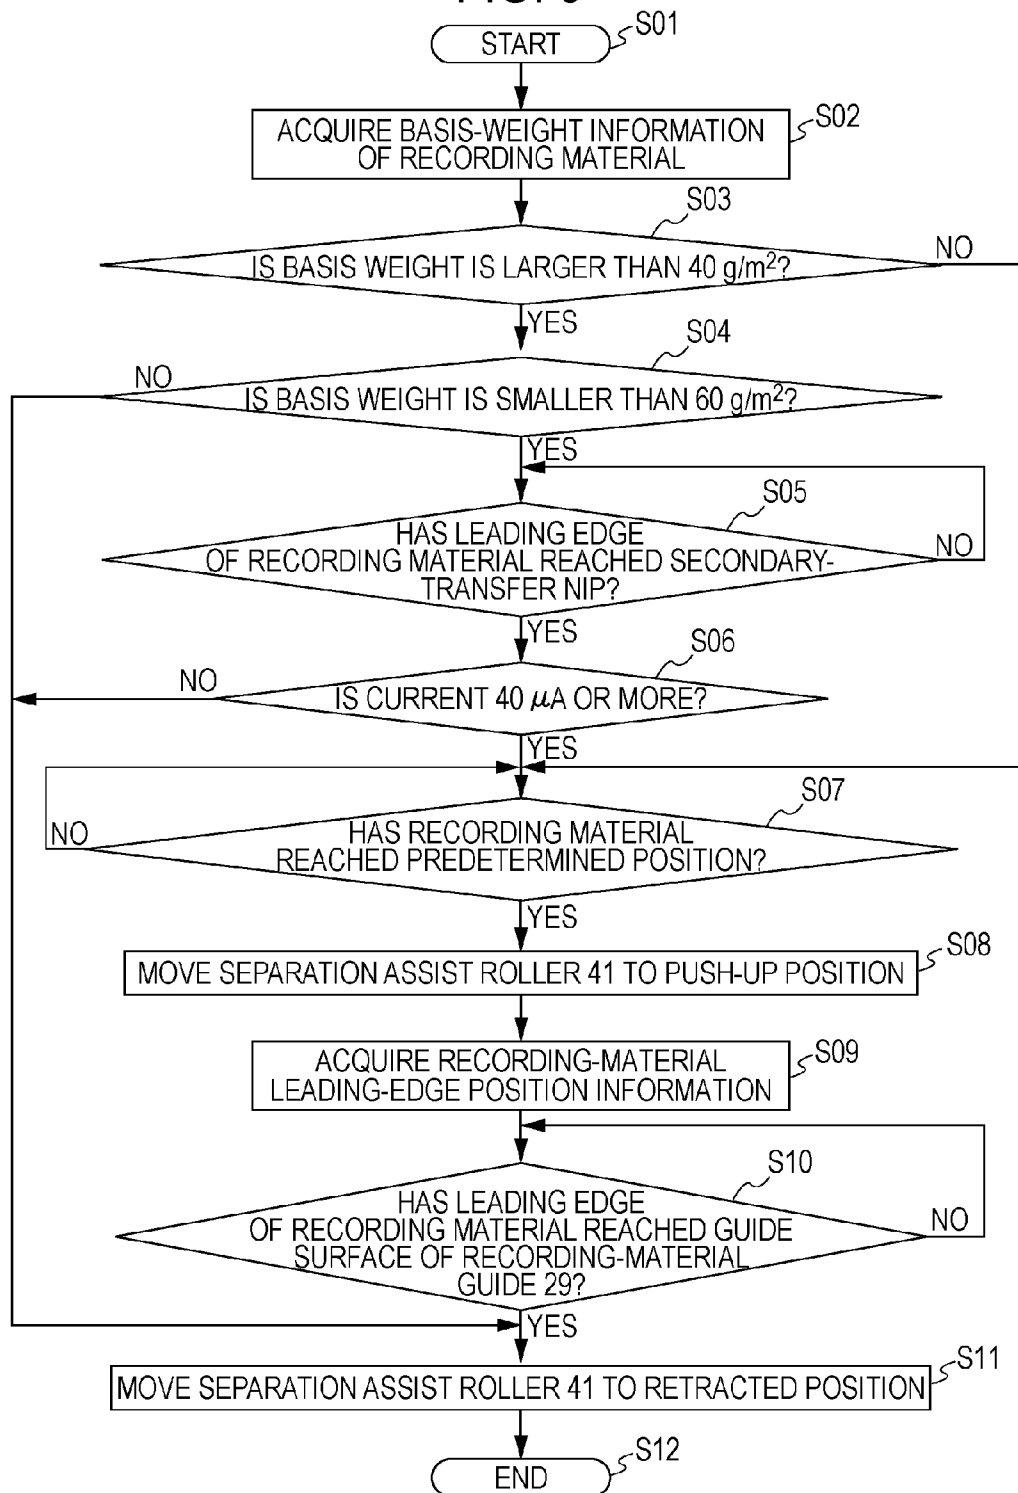 START
S01
ACQUIRE BASIS-WEIGHT INFORMATION
OF RECORDING MATERIAL
S02
S03
IS BASIS WEIGHT IS LARGER THAN 40 g/m²?
NO
YES
S04
NO
IS BASIS WEIGHT IS SMALLER THAN 60 g/m²?
YES
S05
HAS LEADING EDGE
OF RECORDING MATERIAL REACHED SECONDARY-
TRANSFER NIP?
NO
YES
S06
NO
IS CURRENT 40 μA OR MORE?
YES
S07
NO
HAS RECORDING MATERIAL
REACHED PREDETERMINED POSITION?
YES
S08
MOVE SEPARATION ASSIST ROLLER 41 TO PUSH-UP POSITION
ACQUIRE RECORDING-MATERIAL
LEADING-EDGE POSITION INFORMATION
S09
S10
HAS LEADING EDGE
OF RECORDING MATERIAL REACHED GUIDE
SURFACE OF RECORDING-MATERIAL
GUIDE 29?
NO
YES
S11
MOVE SEPARATION ASSIST ROLLER 41 TO RETRACTED POSITION
S12
END